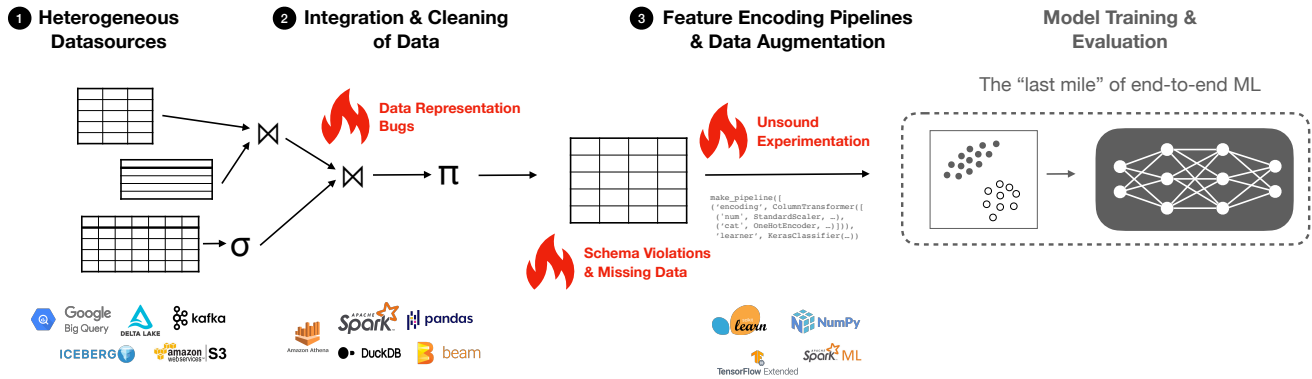 1 Heterogeneous
Datasources
2 Integration & Cleaning
of Data
3 Feature Encoding Pipelines
& Data Augmentation
Model Training &
Evaluation
The “last mile” of end-to-end ML
Data Representation
Bugs
Unsound
Experimentation
⋈
⋈
π
σ
make_pipeline([
('encoding', ColumnTransformer([
('num', StandardScaler, …),
('cat', OneHotEncoder, …)])),
'learner', KerasClassifier(…))
Schema Violations
& Missing Data
Google
Big Query
DELTA LAKE
kafka
ICEBERG
amazon
webservices
S3
Amazon Athena
APACHE
Spark
pandas
DuckDB
beam
learn
NumPy
TensorFlow Extended
APACHE
Spark ML